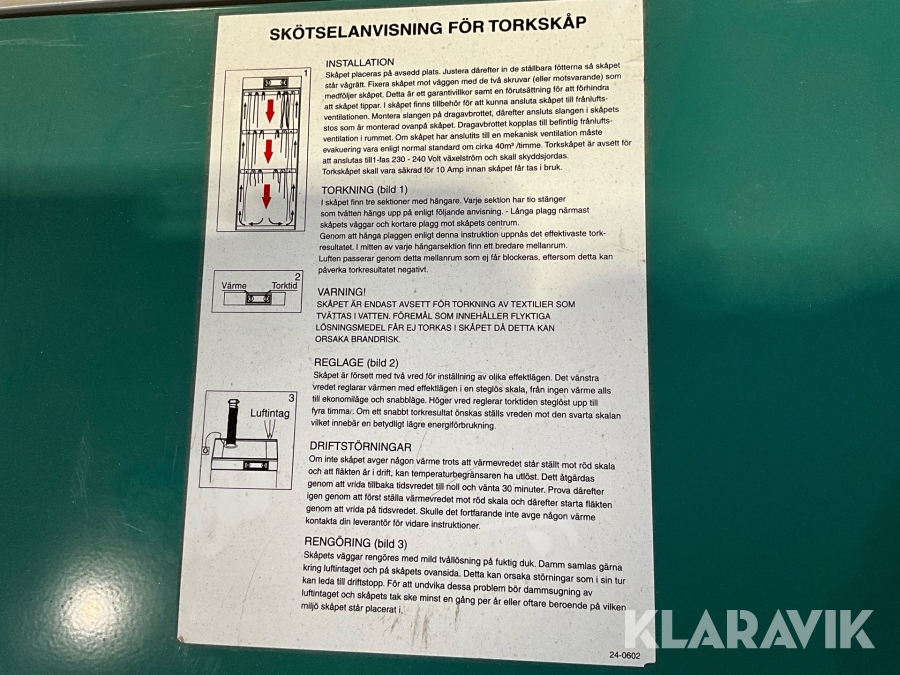 SKÖTSELANVISNING FÖR TORKSKÅP
INSTALLATION
Skåpet placeras på avsedd plats. Justera därefter in de ställbara fötterna så skåpet
står vågrätt. Fixera skåpet mot väggen med de två skruvar (eller motsvarande) som
medföljer skåpet. Detta är ett garantivillkor samt en förutsättning för att förhindra
att skåpet tippar. I skåpet finns tillbehör för att kunna ansluta skåpet till frånlufts-
ventilationen. Montera slangen på dragavbrottet, därefter ansluts slangen i skåpets
stos som är monterad ovanpå skåpet. Dragavbrottet kopplas till befintlig frånlufts-
ventilation i rummet. Om skåpet har anslutits till en mekanisk ventilation måste
evakuering vara enligt normal standard om cirka 40m³ /timme. Torkskåpet är avsett för
att anslutas till1-fas 230 - 240 Volt växelström och skall skyddsjordas.
Torkskåpet skall vara säkrad för 10 Amp innan skåpet får tas i bruk.
1
TORKNING (bild 1)
I skåpet finn tre sektioner med hängare. Varje sektion har tio stänger
som tvätten hängs upp på enligt följande anvisning. - Långa plagg närmast
skåpets väggar och kortare plagg mot skåpets centrum.
Genom att hänga plaggen enligt denna instruktion uppnås det effektivaste tork-
resultatet. I mitten av varje hängarsektion finn ett bredare mellanrum.
Luften passerar genom detta mellanrum som ej får blockeras, eftersom detta kan
påverka torkresultatet negativt.
2
Värme Torktid
VARNING!
SKÅPET ÄR ENDAST AVSETT FÖR TORKNING AV TEXTILIER SOM
TVÄTTAS I VATTEN. FÖREMÅL SOM INNEHÅLLER FLYKTIGA
LÖSNINGSMEDEL FÅR EJ TORKAS I SKÅPET DÅ DETTA KAN
ORSAKA BRANDRISK.
REGLAGE (bild 2)
Skåpet är försett med två vred för inställning av olika effektlägen. Det vänstra
vredet reglarar värmen med effektlägen i en steglös skala, från ingen värme alls
till ekonomiläge och snabbläge. Höger vred reglerar torktiden steglöst upp till
fyra timmar. Om ett snabbt torkresultat önskas ställs vreden mot den svarta skalan
vilket innebär en betydligt lägre energiförbrukning.
3
Luftintag
DRIFTSTÖRNINGAR
Om inte skåpet avger någon värme trots att värmevredet står ställt mot röd skala
och att fläkten är i drift, kan temperaturbegränsaren ha utlöst. Dett åtgärdas
genom att vrida tillbaka tidsvredet till noll och vänta 30 minuter. Prova därefter
igen genom att först ställa värmevredet mot röd skala och därefter starta fläkten
genom att vrida på tidsvredet. Skulle det fortfarande inte avge någon värme
kontakta din leverantör för vidare instruktioner.
RENGÖRING (bild 3)
Skåpets väggar rengöres med mild tvållösning på fuktig duk. Damm samlas gärna
kring luftintaget och på skåpets ovansida. Detta kan orsaka störningar som i sin tur
kan leda till driftstopp. För att undvika dessa problem bör dammsugning av
luftintaget och skåpets tak ske minst en gång per år eller oftare beroende på vilken
miljö skåpet står placerat i.
24-0602
KLARAVIK